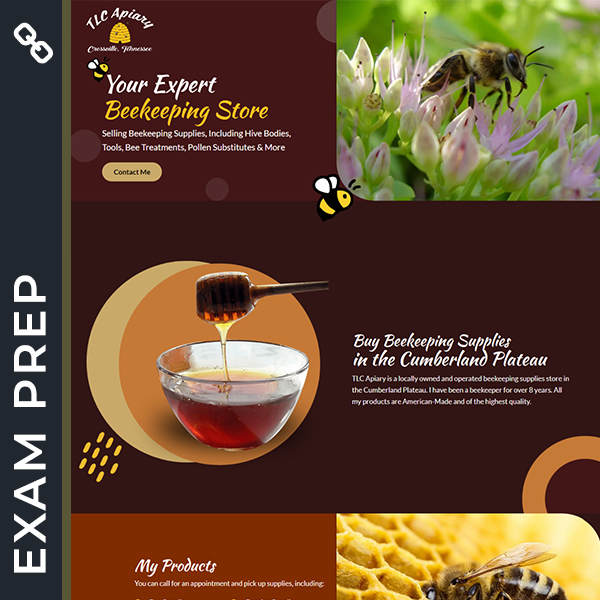 EXAM PREP
TLC Apiary
Crossville, Tennessee
Your Expert
Beekeeping Store
Selling Beekeeping Supplies, Including Hive Bodies,
Tools, Bee Treatments, Pollen Substitutes & More
Contact Me
Buy Beekeeping Supplies
in the Cumberland Plateau
TLC Apiary is a locally owned and operated beekeeping supplies store in
the Cumberland Plateau. I have been a beekeeper for over 8 years. All
my products are American-Made and of the highest quality.
My Products
You can call for an appointment and pick up supplies, including: